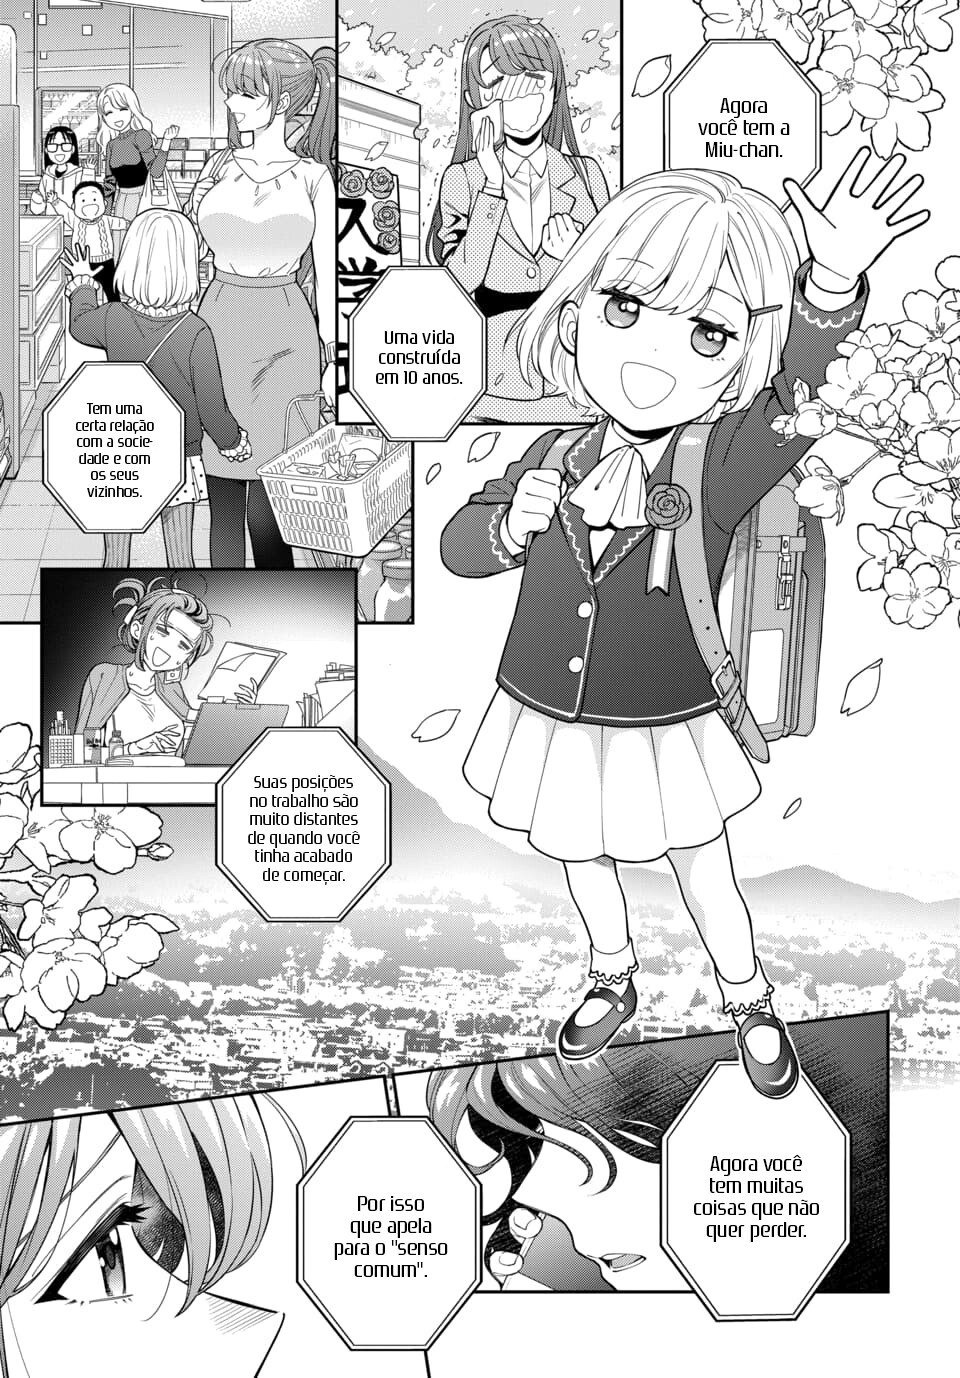 Agora
você tem a
Miu-chan.
Uma vida
construída
em 10 anos.
入学
Tem uma
certa relação
com a socie-
dade e com
os seus
vizinhos.
Suas posições
no trabalho são
muito distantes
de quando você
tinha acabado
de começar.
Agora você
tem muitas
coisas que não
quer perder.
Por isso
que apela
para o "senso
comum".